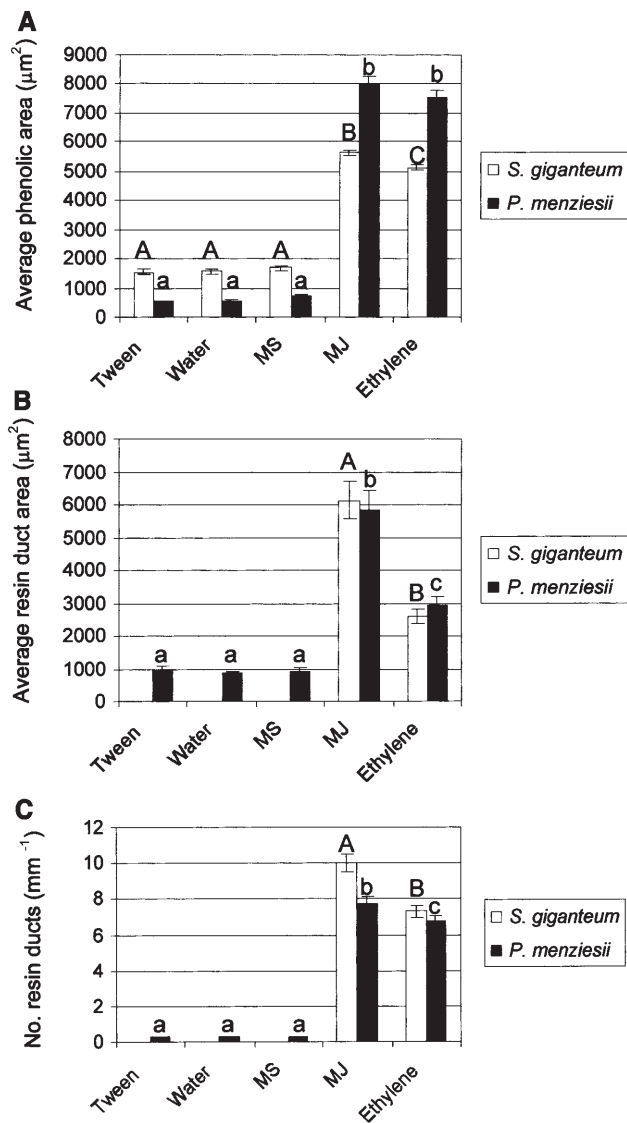 A
Average phenolic area (μm²)
9000
8000
7000
6000
5000
4000
3000
2000
1000
0
A a A a A a B b C b
Tween Water MS MJ Ethylene
S. giganteum
P. menziesii
B
Average resin duct area (μm²)
8000
7000
6000
5000
4000
3000
2000
1000
0
a a a A b B c
Tween Water MS MJ Ethylene
S. giganteum
P. menziesii
C
No. resin ducts (mm⁻¹)
12
10
8
6
4
2
0
a a a A b B c
Tween Water MS MJ Ethylene
S. giganteum
P. menziesii